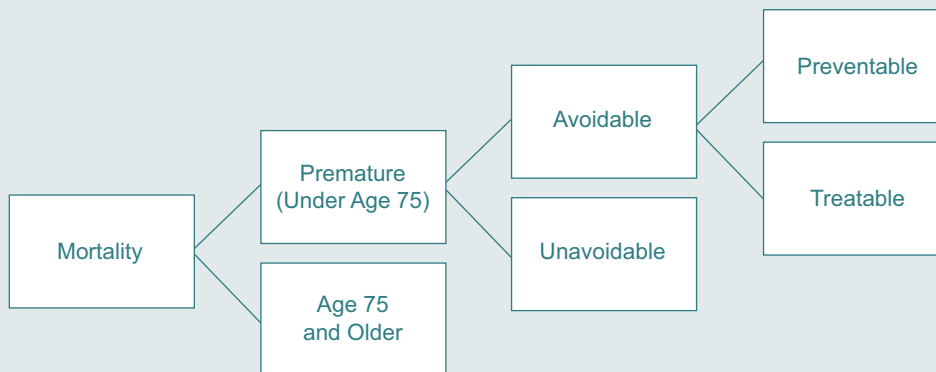 Mortality
Premature
(Under Age 75)
Age 75
and Older
Avoidable
Unavoidable
Preventable
Treatable